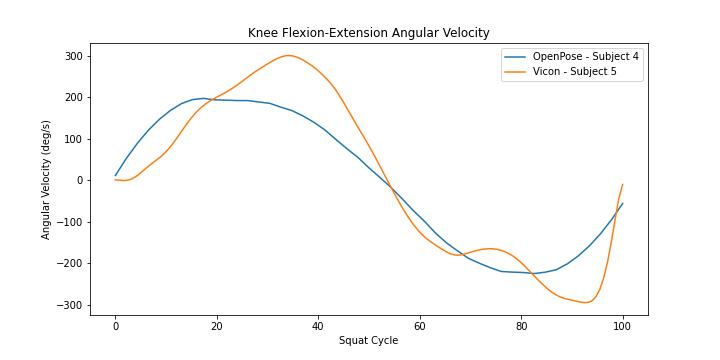 Knee Flexion-Extension Angular Velocity
OpenPose - Subject 4
Vicon - Subject 5
Angular Velocity (deg/s)
300
200
100
0
−100
−200
−300
0 20 40 60 80 100
Squat Cycle